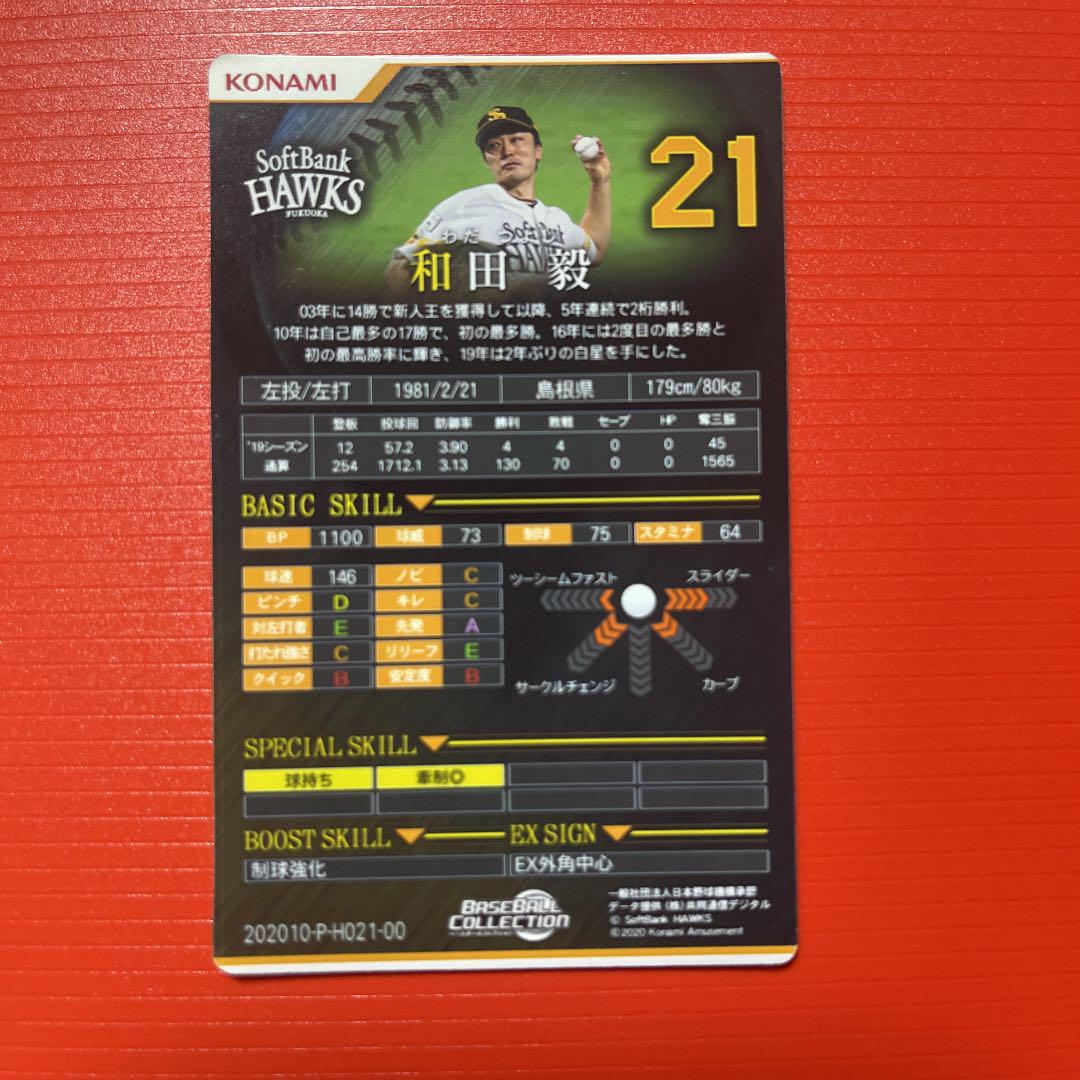 KONAMI
SoftBank
HAWKS
FUKUOKA
21
SoftBank
HAWKS
わだ
和田 毅
03年に14勝で新人王を獲得して以降、5年連続で2桁勝利。
10年は自己最多の17勝で、初の最多勝。16年には2度目の最多勝と
初の最高勝率に輝き、19年は2年ぶりの白星を手にした。
左投/左打 1981/2/21 島根県 179cm/80kg
登板 投球回 防御率 勝利 敗戦 セーブ HP 奪三振
'19シーズン 12 57.2 3.90 4 4 0 0 45
通算 254 1712.1 3.13 130 70 0 0 1565
BASIC SKILL
BP 1100 球威 73 制球 75 スタミナ 64
球速 146 ノビ C
ピンチ D キレ C
対左打者 E 先発 A
打たれ強さ C リリーフ E
クイック B 安定度 B
ツーシームファスト スライダー
サークルチェンジ カーブ
SPECIAL SKILL
球持ち 牽制◎
BOOST SKILL EX SIGN
制球強化 EX外角中心
BASEBALL
COLLECTION
ベースボールコレクション
202010-P-H021-00
一般社団法人日本野球機構承認
データ提供 (株)共同通信デジタル
© SoftBank HAWKS
©2020 Konami Amusement